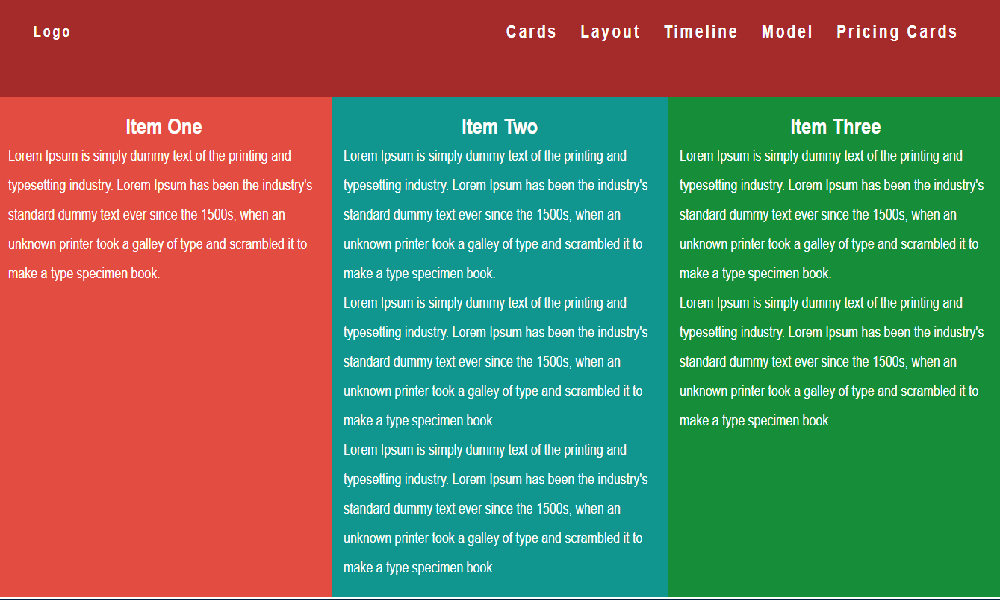 Logo
Cards Layout Timeline Model Pricing Cards
Item One
Lorem Ipsum is simply dummy text of the printing and
typesetting industry. Lorem Ipsum has been the industry's
standard dummy text ever since the 1500s, when an
unknown printer took a galley of type and scrambled it to
make a type specimen book.
Item Two
Lorem Ipsum is simply dummy text of the printing and
typesetting industry. Lorem Ipsum has been the industry's
standard dummy text ever since the 1500s, when an
unknown printer took a galley of type and scrambled it to
make a type specimen book.
Lorem Ipsum is simply dummy text of the printing and
typesetting industry. Lorem Ipsum has been the industry's
standard dummy text ever since the 1500s, when an
unknown printer took a galley of type and scrambled it to
make a type specimen book
Lorem Ipsum is simply dummy text of the printing and
typesetting industry. Lorem Ipsum has been the industry's
standard dummy text ever since the 1500s, when an
unknown printer took a galley of type and scrambled it to
make a type specimen book
Item Three
Lorem Ipsum is simply dummy text of the printing and
typesetting industry. Lorem Ipsum has been the industry's
standard dummy text ever since the 1500s, when an
unknown printer took a galley of type and scrambled it to
make a type specimen book.
Lorem Ipsum is simply dummy text of the printing and
typesetting industry. Lorem Ipsum has been the industry's
standard dummy text ever since the 1500s, when an
unknown printer took a galley of type and scrambled it to
make a type specimen book